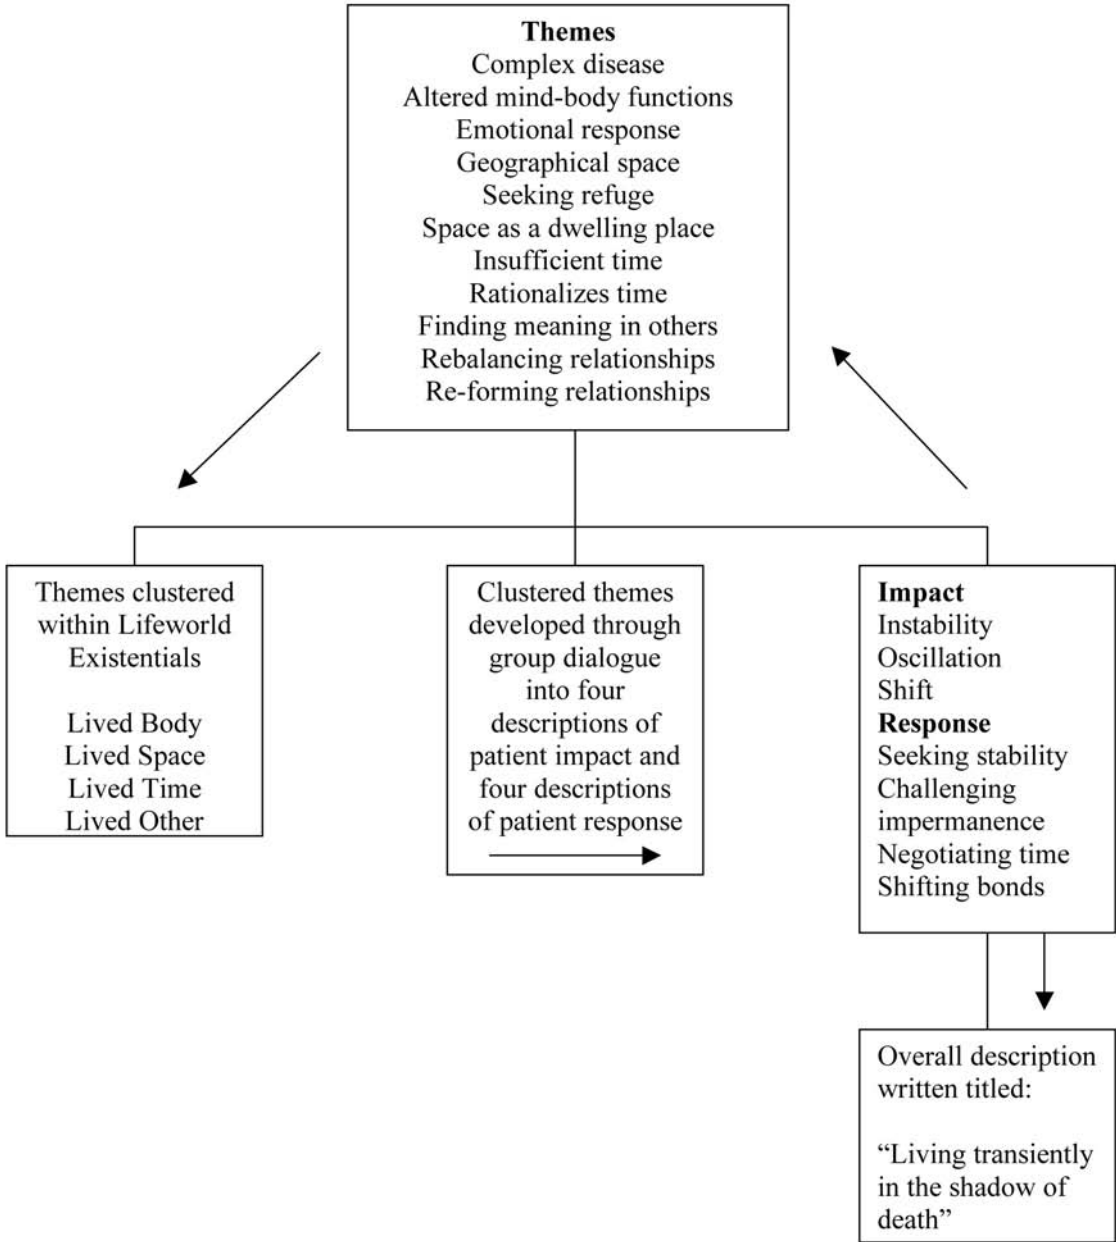 Themes
Complex disease
Altered mind-body functions
Emotional response
Geographical space
Seeking refuge
Space as a dwelling place
Insufficient time
Rationalizes time
Finding meaning in others
Rebalancing relationships
Re-forming relationships
Themes clustered
within Lifeworld
Existentials
Lived Body
Lived Space
Lived Time
Lived Other
Clustered themes
developed through
group dialogue
into four
descriptions of
patient impact and
four descriptions
of patient response
Impact
Instability
Oscillation
Shift
Response
Seeking stability
Challenging
impermanence
Negotiating time
Shifting bonds
Overall description
written titled:
“Living transiently
in the shadow of
death”